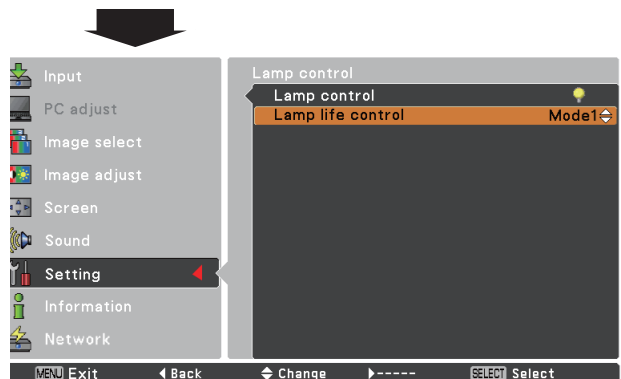 Input
PC adjust
Image select
Image adjust
Screen
Sound
Setting
Information
Network
Lamp control
Lamp control
Lamp life control Mode1
MENU Exit Back Change ----- SELECT Select